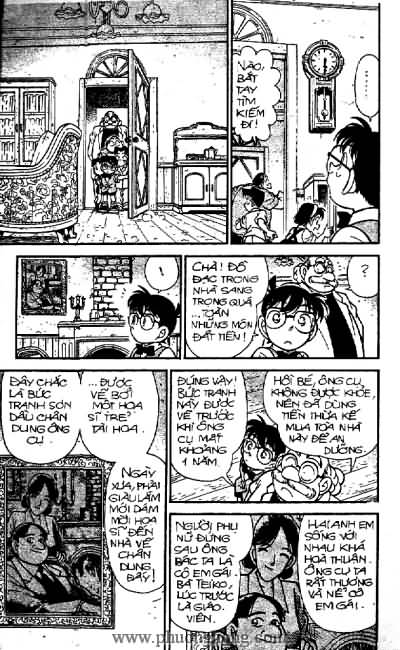 NÀO,
BẮT
TAY
TÌM
KIẾM
ĐI!
......
!
CHÀ! ĐỒ
ĐẠC TRONG
NHÀ SANG
TRỌNG QUÁ
...TOÀN
NHỮNG MÓN
ĐẮT TIỀN!
?
ĐÂY CHẮC
LÀ BỨC
TRANH SƠN
DẦU CHÂN
DUNG ÔNG
CỤ.
...ĐƯỢC
VẼ BỞI
MỘT HỌA
SĨ TRẺ
TÀI HOA.
NGÀY
XƯA, PHẢI
GIÀU LẮM
MỚI DÁM
MỜI HỌA
SĨ ĐẾN
NHÀ VẼ
CHÂN
DUNG,
ĐẤY!
ĐÚNG VẬY!
BỨC TRANH
NÀY ĐƯỢC
VẼ TRƯỚC
KHI ÔNG
CỤ MẤT
KHOẢNG
1 NĂM.
HỒI BÉ, ÔNG CỤ
KHÔNG ĐƯỢC KHỎE,
NÊN ĐÃ DÙNG
TIỀN THỪA KẾ
MUA TÒA NHÀ
NÀY ĐỂ AN
DƯỠNG.
NGƯỜI PHỤ
NỮ ĐỨNG
SAU ÔNG
BÁC TA LÀ
CÔ EM GÁI.
BÀ TEIKO,
LÚC TRƯỚC
LÀ GIÁO
VIÊN.
HAI ANH EM
SỐNG VỚI
NHAU KHÁ
HÒA THUẬN.
ÔNG CỤ TA
RẤT THƯƠNG
VÀ NỂ CÔ
EM GÁI.